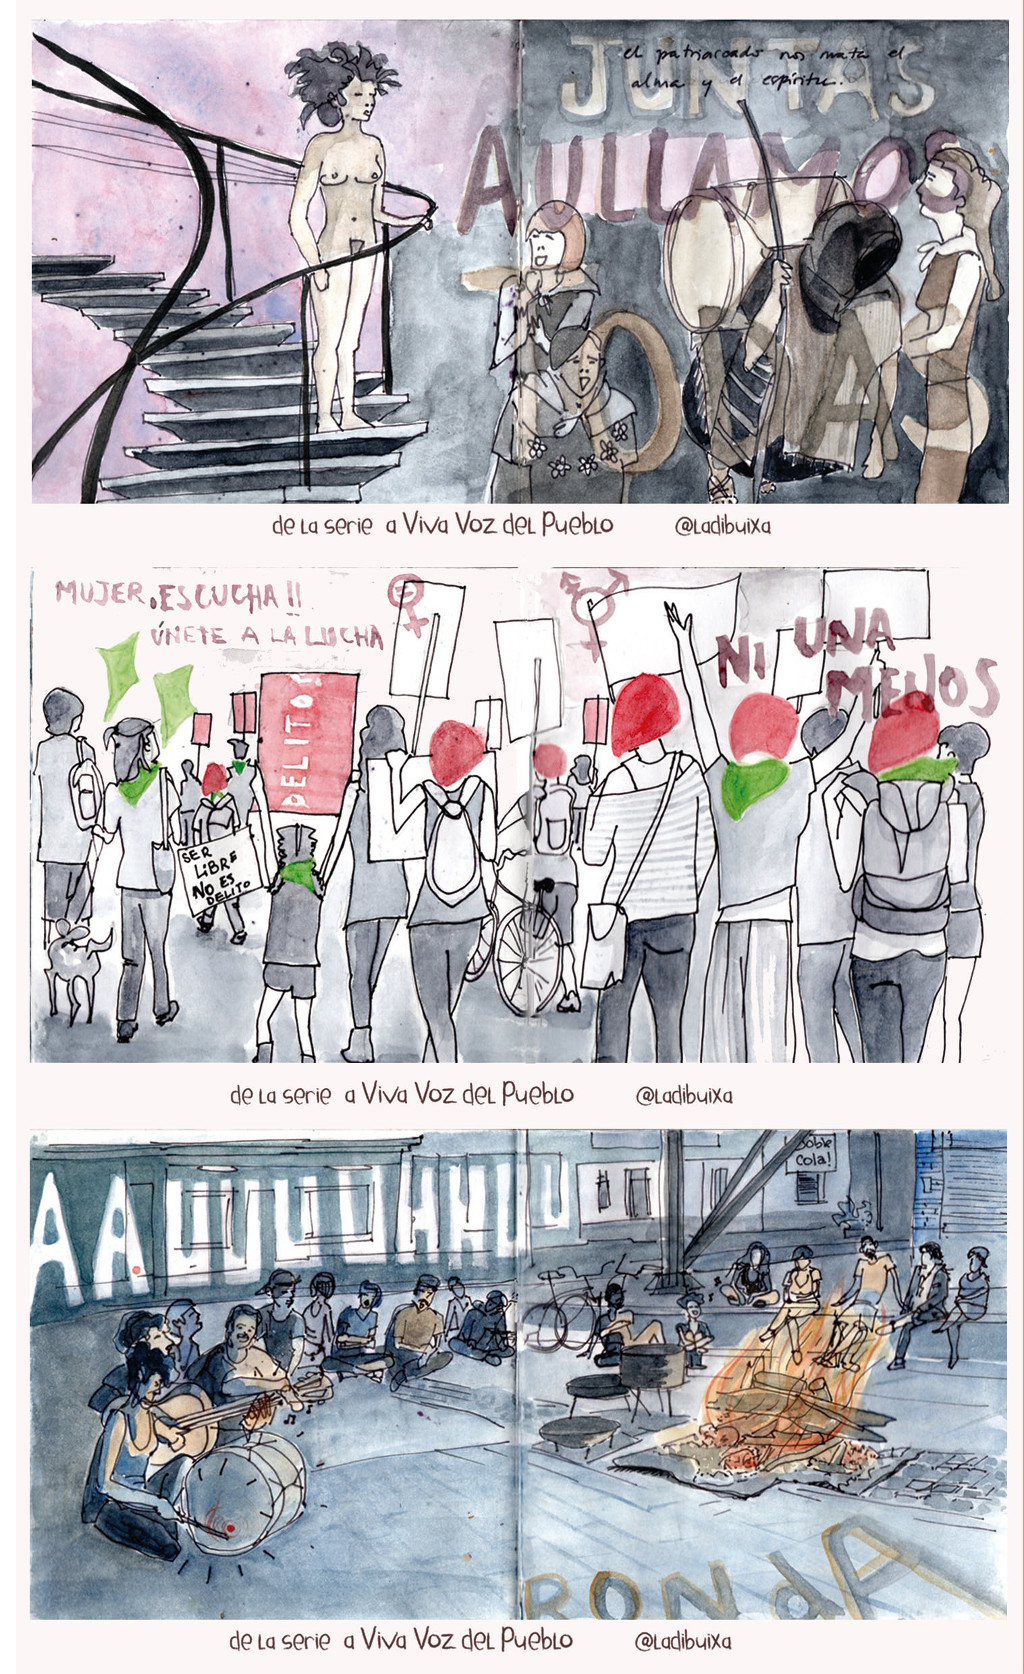 JUNTAS
el patriarcado nos mata el
alma y el espíritu.
AULLAMOS
TODAS
de la serie a Viva Voz del Pueblo @Ladibuixa
MUJER, ESCUCHA!!
ÚNETE A LA LUCHA
NI UNA
MENOS
DELITO!
SER
LIBRE
NO ES
DELITO
de la serie a Viva Voz del Pueblo @Ladibuixa
Doble
Cola!
AAUUUUHHHU
RONdA
de la serie a Viva Voz del Pueblo @Ladibuixa